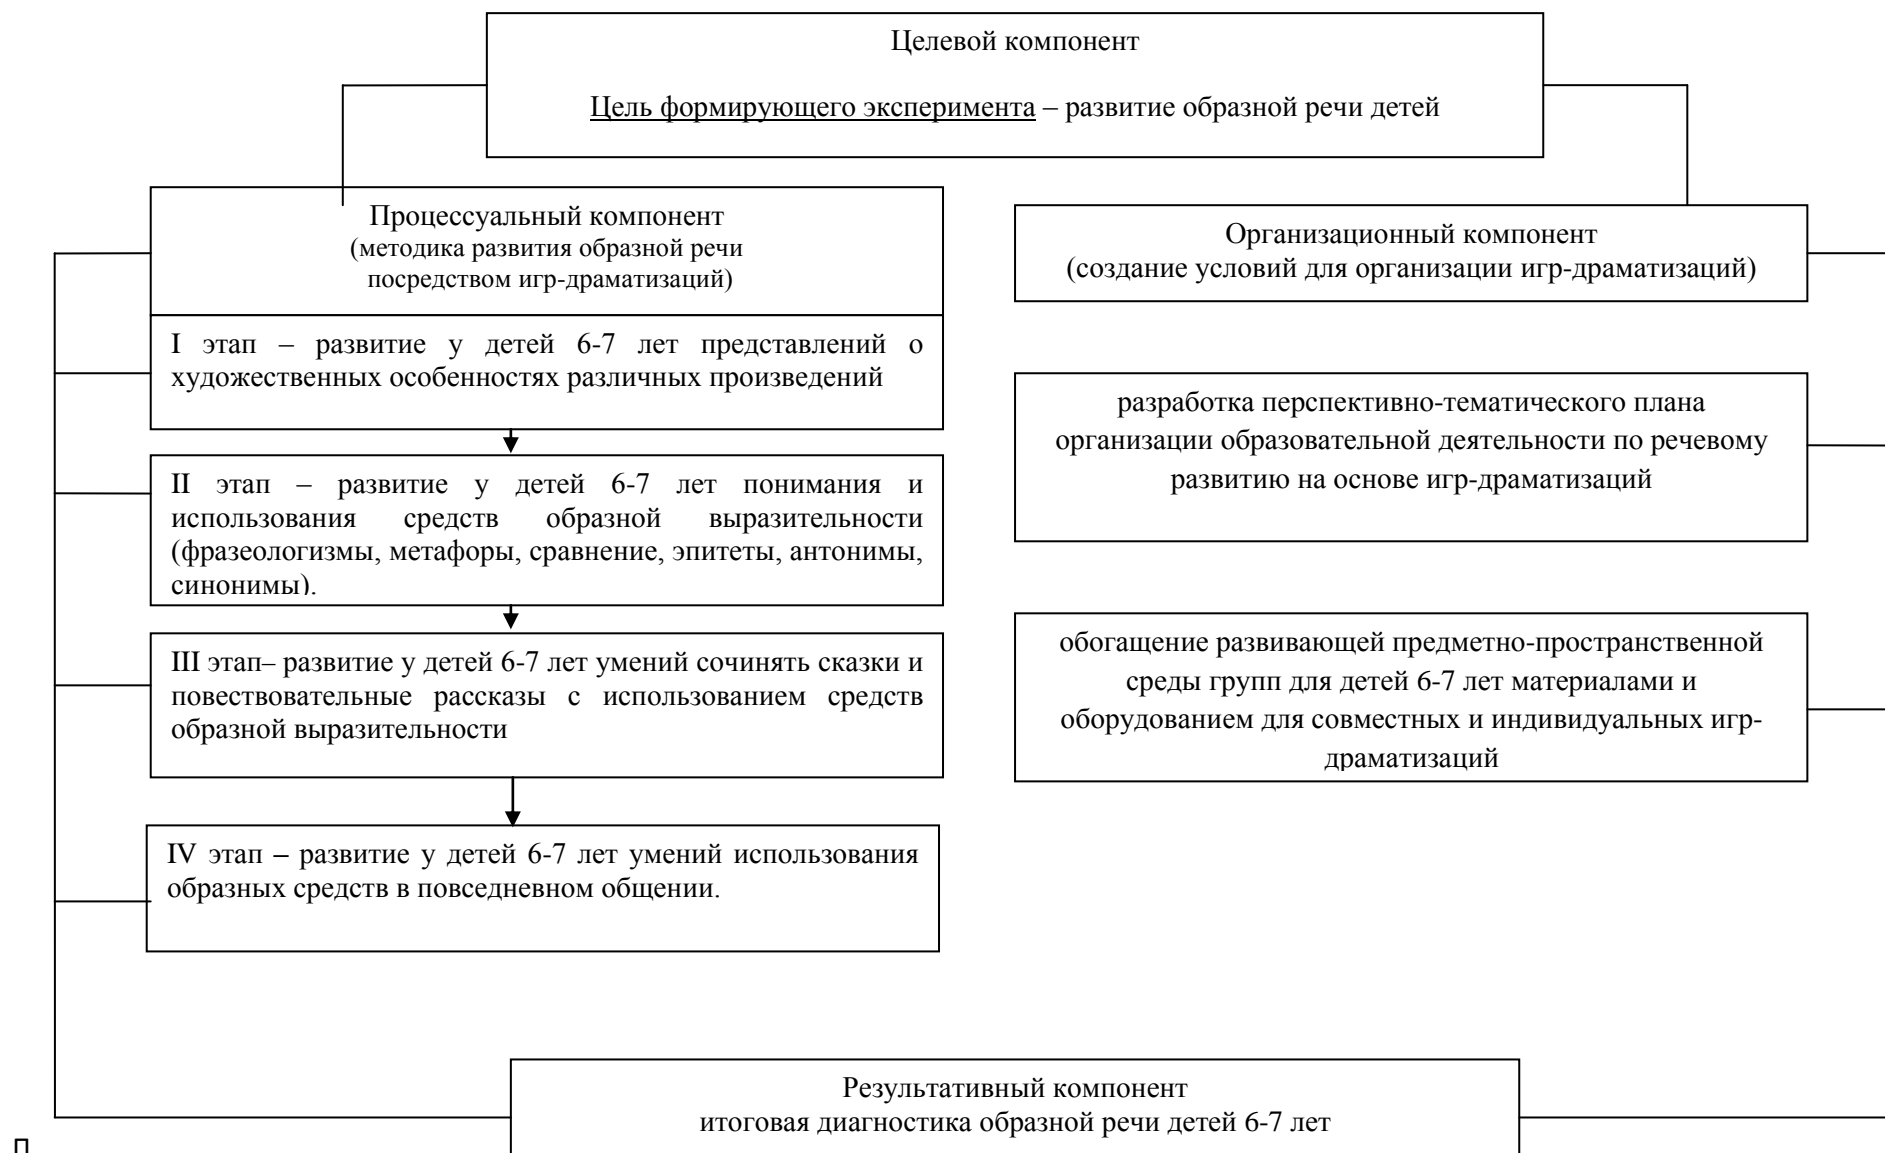 Целевой компонент
Цель формирующего эксперимента – развитие образной речи детей
Процессуальный компонент
(методика развития образной речи
посредством игр-драматизаций)
I этап – развитие у детей 6-7 лет представлений о
художественных особенностях различных произведений
II этап – развитие у детей 6-7 лет понимания и
использования средств образной выразительности
(фразеологизмы, метафоры, сравнение, эпитеты, антонимы,
синонимы).
III этап– развитие у детей 6-7 лет умений сочинять сказки и
повествовательные рассказы с использованием средств
образной выразительности
IV этап – развитие у детей 6-7 лет умений использования
образных средств в повседневном общении.
Организационный компонент
(создание условий для организации игр-драматизаций)
разработка перспективно-тематического плана
организации образовательной деятельности по речевому
развитию на основе игр-драматизаций
обогащение развивающей предметно-пространственной
среды групп для детей 6-7 лет материалами и
оборудованием для совместных и индивидуальных игр-
драматизаций
Результативный компонент
итоговая диагностика образной речи детей 6-7 лет
П